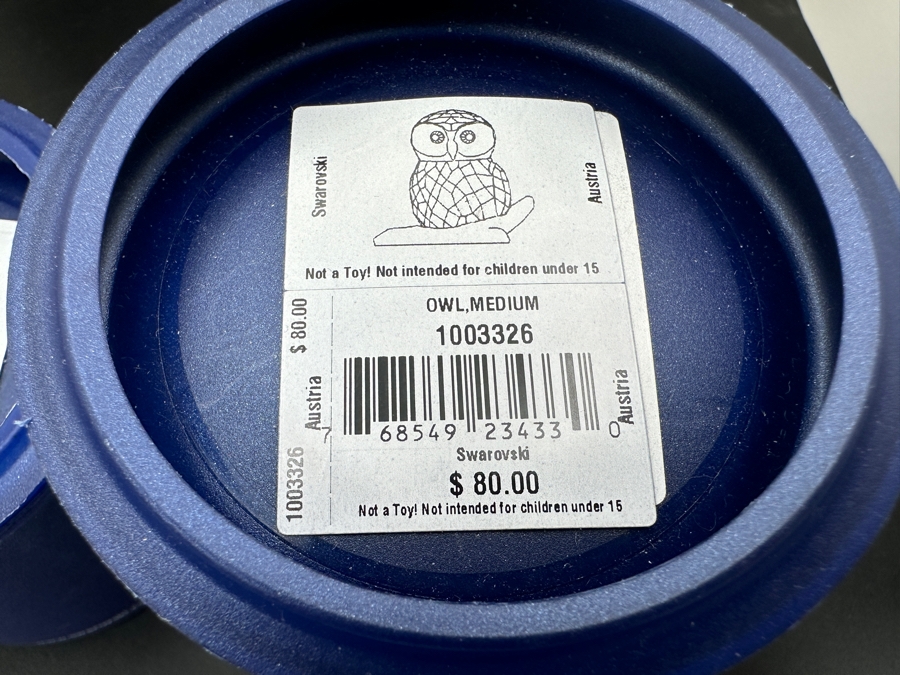 Swarovski
Austria
Not a Toy! Not intended for children under 15
$ 80.00
Austria
1003326
OWL,MEDIUM
1003326
7 68549 23433 0
Austria
Swarovski
$ 80.00
Not a Toy! Not intended for children under 15